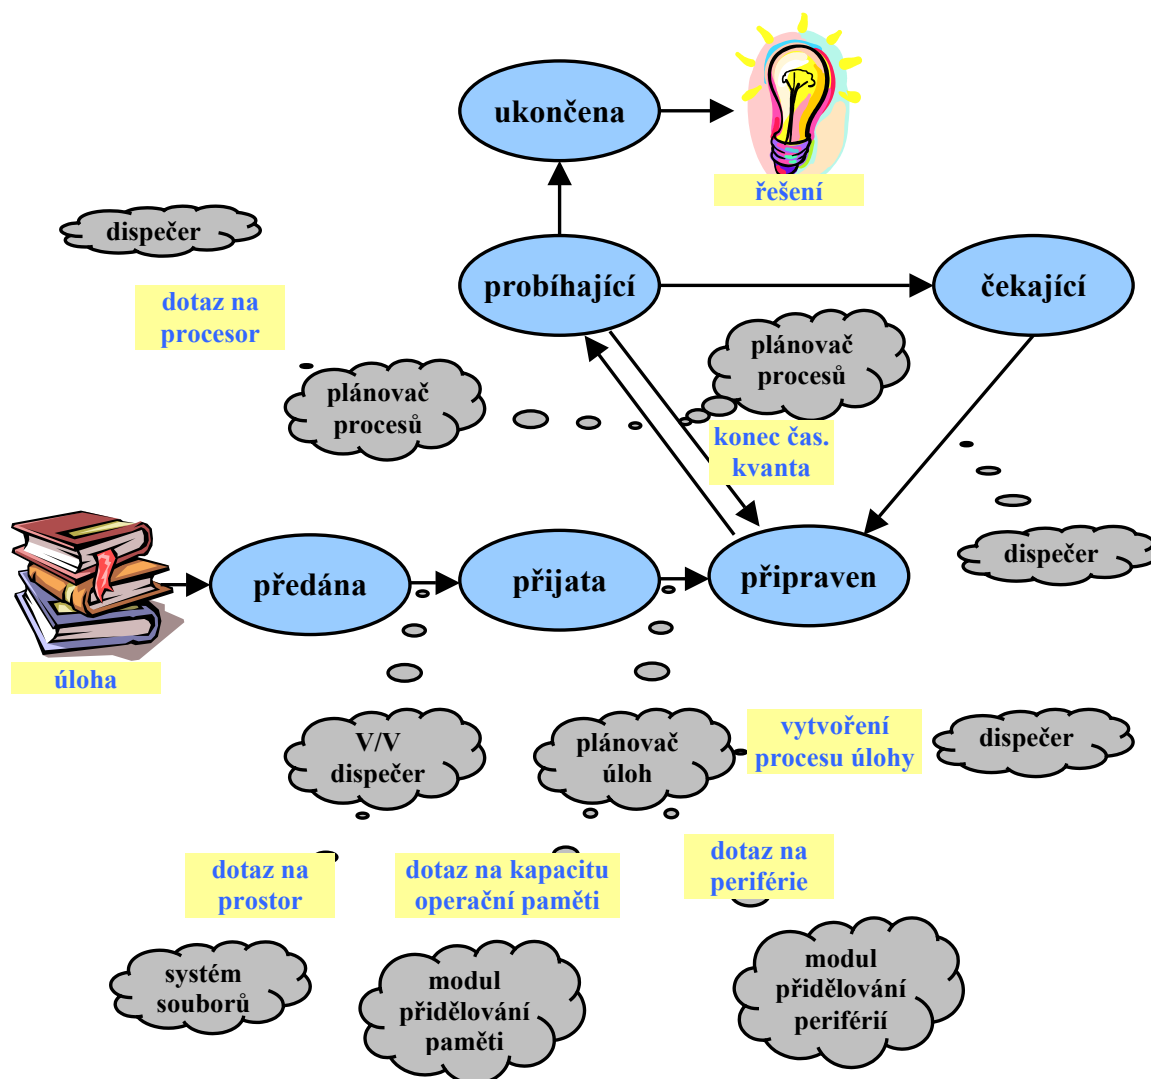 ukončena
řešení
dispečer
probíhající
čekající
dotaz na
procesor
plánovač
procesů
plánovač
procesů
konec čas.
kvanta
předána
přijata
připraven
dispečer
úloha
V/V
dispečer
plánovač
úloh
vytvoření
procesu úlohy
dispečer
dotaz na
prostor
dotaz na kapacitu
operační paměti
dotaz na
periférie
systém
souborů
modul
přidělování
paměti
modul
přidělování
periférií